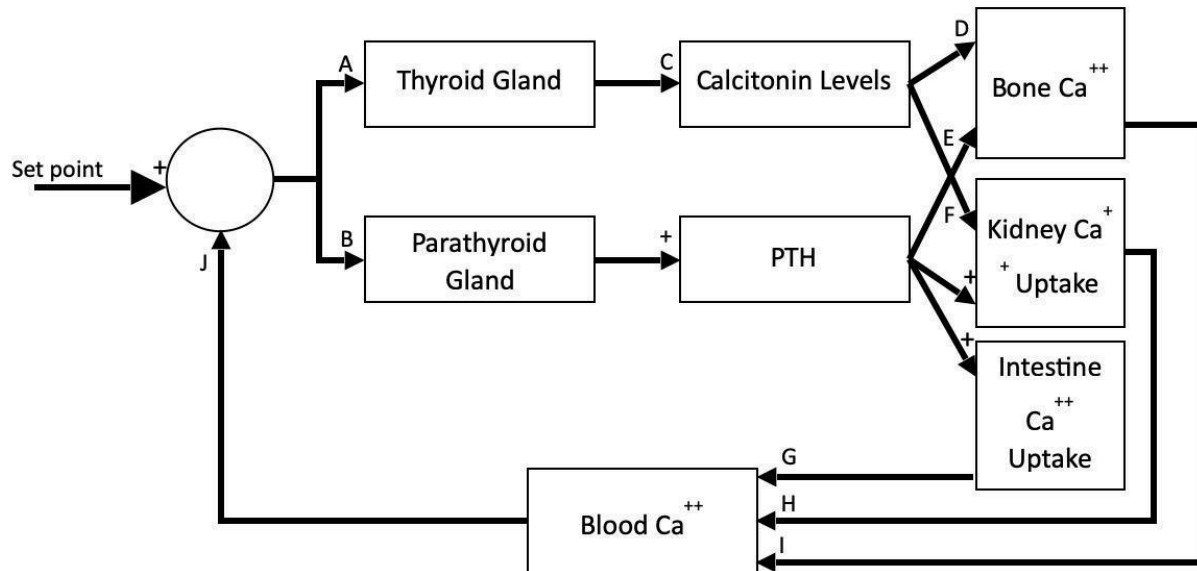 D
A
Thyroid Gland
C
Calcitonin Levels
Bone Ca++
E
Set point
+
F
B
Parathyroid
Gland
+
PTH
Kidney Ca+
+ Uptake
+
J
+
Intestine
Ca++
Uptake
G
H
Blood Ca++
I